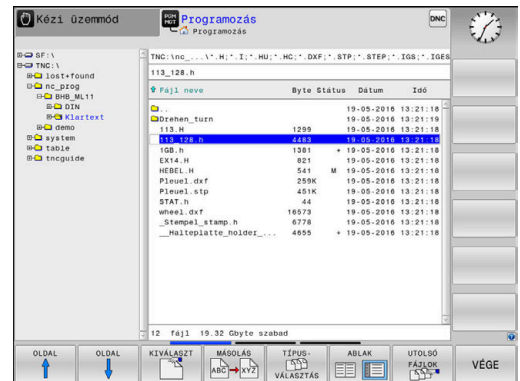 Kézi üzemmód
PGM MGT
Programozás
Programozás
DNC
SF:\
TNC:\
lost+found
nc_prog
BHB_ML11
DIN
Klartext
demo
system
table
tncguide
TNC:\nc_...\*.H;*.I;*.HU;*.HC;*.DXF;*.STP;*.STEP;*.IGS;*.IGES
113_128.h
Fájl neve Byte Státus Dátum Idő
.. 19-05-2016 13:21:18
Drehen_turn 19-05-2016 13:21:19
113.H 1299 19-05-2016 13:21:18
113_128.h 4483 19-05-2016 13:21:18
1GB.h 1381 + 19-05-2016 13:21:18
EX14.H 821 19-05-2016 13:21:18
HEBEL.H 541 M 19-05-2016 13:21:18
Pleuel.dxf 259K 19-05-2016 13:21:18
Pleuel.stp 451K 19-05-2016 13:21:18
STAT.h 44 19-05-2016 13:21:18
wheel.dxf 16573 19-05-2016 13:21:18
_Stempel_stamp.h 6778 19-05-2016 13:21:18
__Halteplatte_holder_... 4655 + 19-05-2016 13:21:18
12 fájl 19.32 Gbyte szabad
OLDAL
OLDAL
KIVÁLASZT
MÁSOLÁS
ABC XYZ
TÍPUS-
VÁLASZTÁS
ABLAK
UTOLSÓ
FÁJLOK
VÉGE